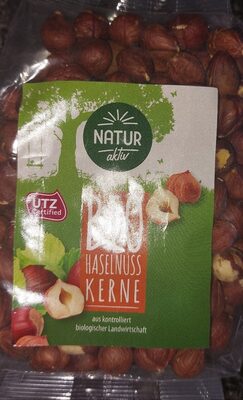 NATUR
aktiv
UTZ
Certified
BIO
HASELNUSS
KERNE
aus kontrolliert
biologischer Landwirtschaft